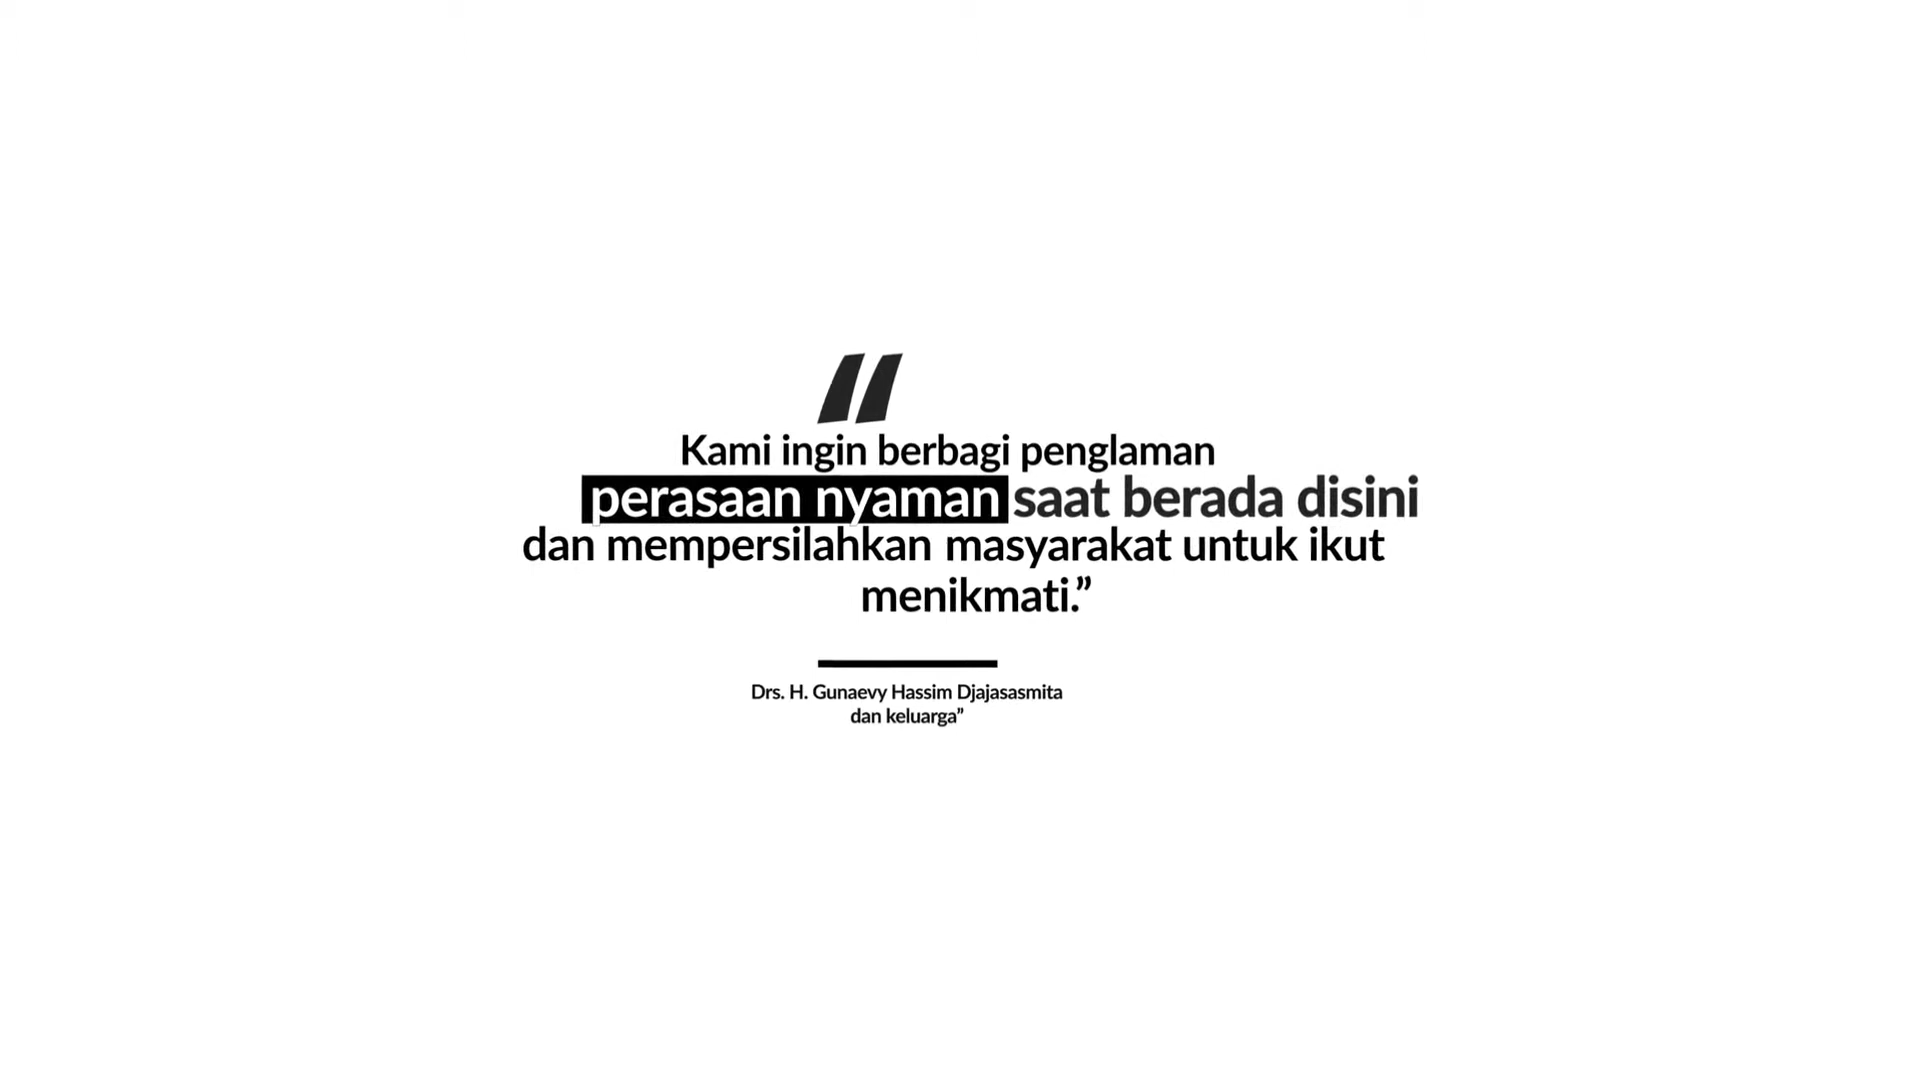 “
Kami ingin berbagi penglaman
perasaan nyaman saat berada disini
dan mempersilahkan masyarakat untuk ikut
menikmati.”
Drs. H. Gunaevy Hassim Djajasasmita
dan keluarga”